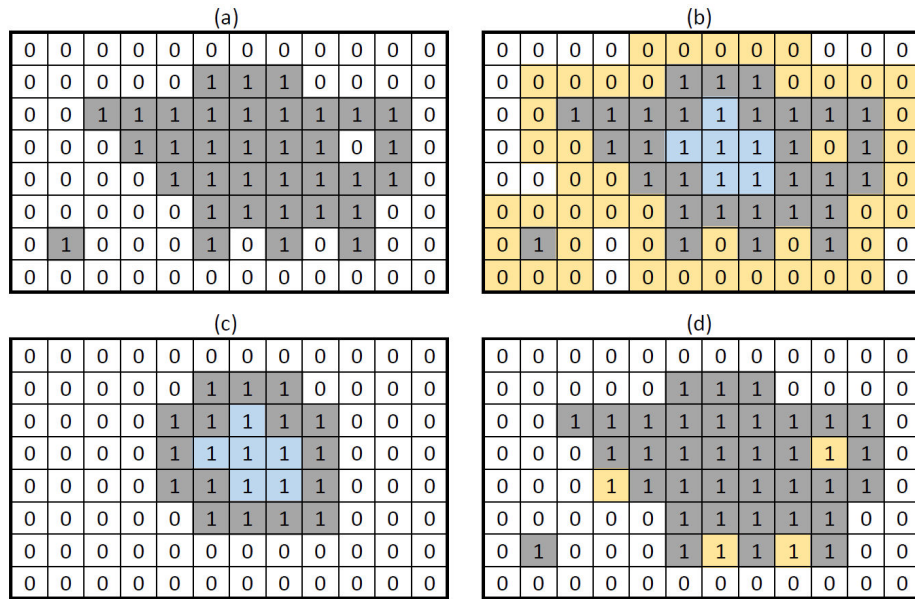 (a)
0 0 0 0 0 0 0 0 0 0 0 0
0 0 0 0 0 1 1 1 0 0 0 0
0 0 1 1 1 1 1 1 1 1 1 0
0 0 0 1 1 1 1 1 1 0 1 0
0 0 0 0 1 1 1 1 1 1 1 0
0 0 0 0 0 1 1 1 1 1 0 0
0 1 0 0 0 1 0 1 0 1 0 0
0 0 0 0 0 0 0 0 0 0 0 0
(b)
0 0 0 0 0 0 0 0 0 0 0 0
0 0 0 0 0 1 1 1 0 0 0 0
0 0 1 1 1 1 1 1 1 1 1 0
0 0 0 1 1 1 1 1 1 0 1 0
0 0 0 0 1 1 1 1 1 1 1 0
0 0 0 0 0 1 1 1 1 1 0 0
0 1 0 0 0 1 0 1 0 1 0 0
0 0 0 0 0 0 0 0 0 0 0 0
(c)
0 0 0 0 0 0 0 0 0 0 0 0
0 0 0 0 0 1 1 1 0 0 0 0
0 0 0 0 1 1 1 1 1 0 0 0
0 0 0 0 1 1 1 1 1 0 0 0
0 0 0 0 1 1 1 1 1 0 0 0
0 0 0 0 0 1 1 1 1 0 0 0
0 0 0 0 0 0 0 0 0 0 0 0
0 0 0 0 0 0 0 0 0 0 0 0
(d)
0 0 0 0 0 0 0 0 0 0 0 0
0 0 0 0 0 1 1 1 0 0 0 0
0 0 1 1 1 1 1 1 1 1 1 0
0 0 0 1 1 1 1 1 1 1 1 0
0 0 0 1 1 1 1 1 1 1 1 0
0 0 0 0 0 1 1 1 1 1 0 0
0 1 0 0 0 1 1 1 1 1 0 0
0 0 0 0 0 0 0 0 0 0 0 0